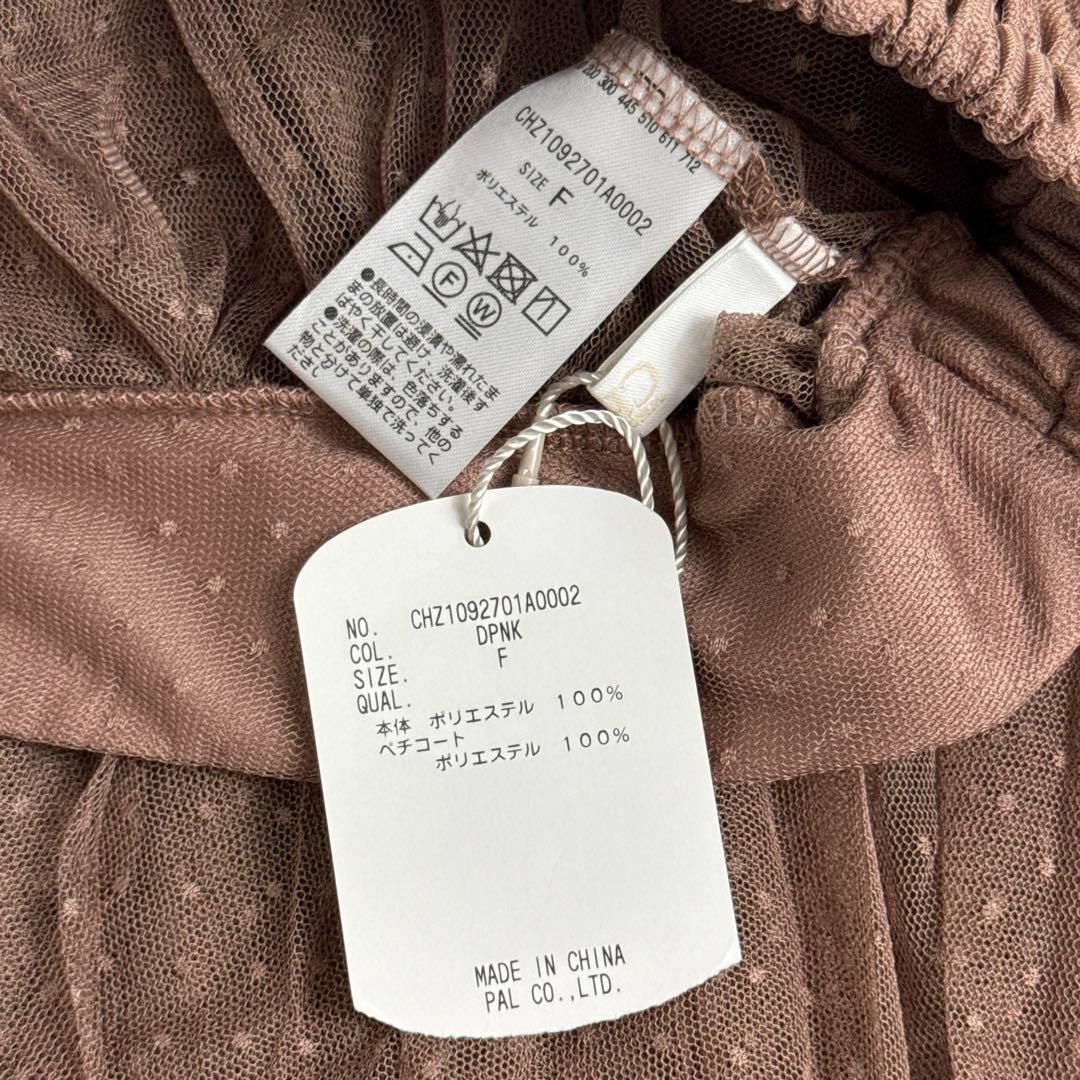 200 300 445 510 611 712
CHZ1092701A0002
SIZE F
ポリエステル 100%
F W
●長時間の浸漬や濡れたま
まの放置は避け、洗濯後す
ばやく干してください。
●洗濯の際は、色落ちする
ことがありますので、他の
物と分けて単独で洗ってく
ださい
NO. CHZ1092701A0002
COL. DPNK
SIZE. F
QUAL.
本体 ポリエステル 100%
ペチコート
ポリエステル 100%
MADE IN CHINA
PAL CO.,LTD.